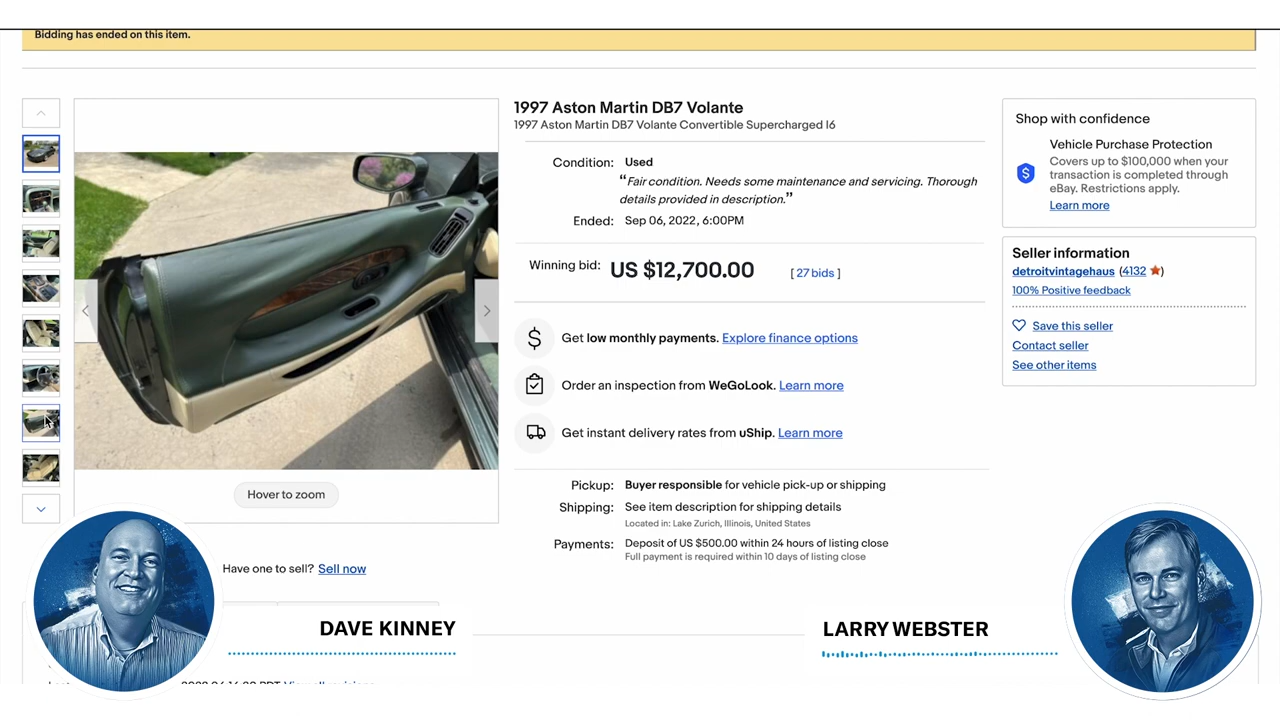 Bidding has ended on this item.
1997 Aston Martin DB7 Volante
1997 Aston Martin DB7 Volante Convertible Supercharged I6
Condition: Used
“Fair condition. Needs some maintenance and servicing. Thorough
details provided in description.”
Ended: Sep 06, 2022, 6:00PM
Winning bid: US $12,700.00 [ 27 bids ]
$ Get low monthly payments. Explore finance options
Order an inspection from WeGoLook. Learn more
Get instant delivery rates from uShip. Learn more
Pickup: Buyer responsible for vehicle pick-up or shipping
Shipping: See item description for shipping details
Located in: Lake Zurich, Illinois, United States
Payments: Deposit of US $500.00 within 24 hours of listing close
Full payment is required within 10 days of listing close
Shop with confidence
Vehicle Purchase Protection
$ Covers up to $100,000 when your
transaction is completed through
eBay. Restrictions apply.
Learn more
Seller information
detroitvintagehaus (4132 ★)
100% Positive feedback
Save this seller
Contact seller
See other items
Hover to zoom
Have one to sell? Sell now
DAVE KINNEY
LARRY WEBSTER